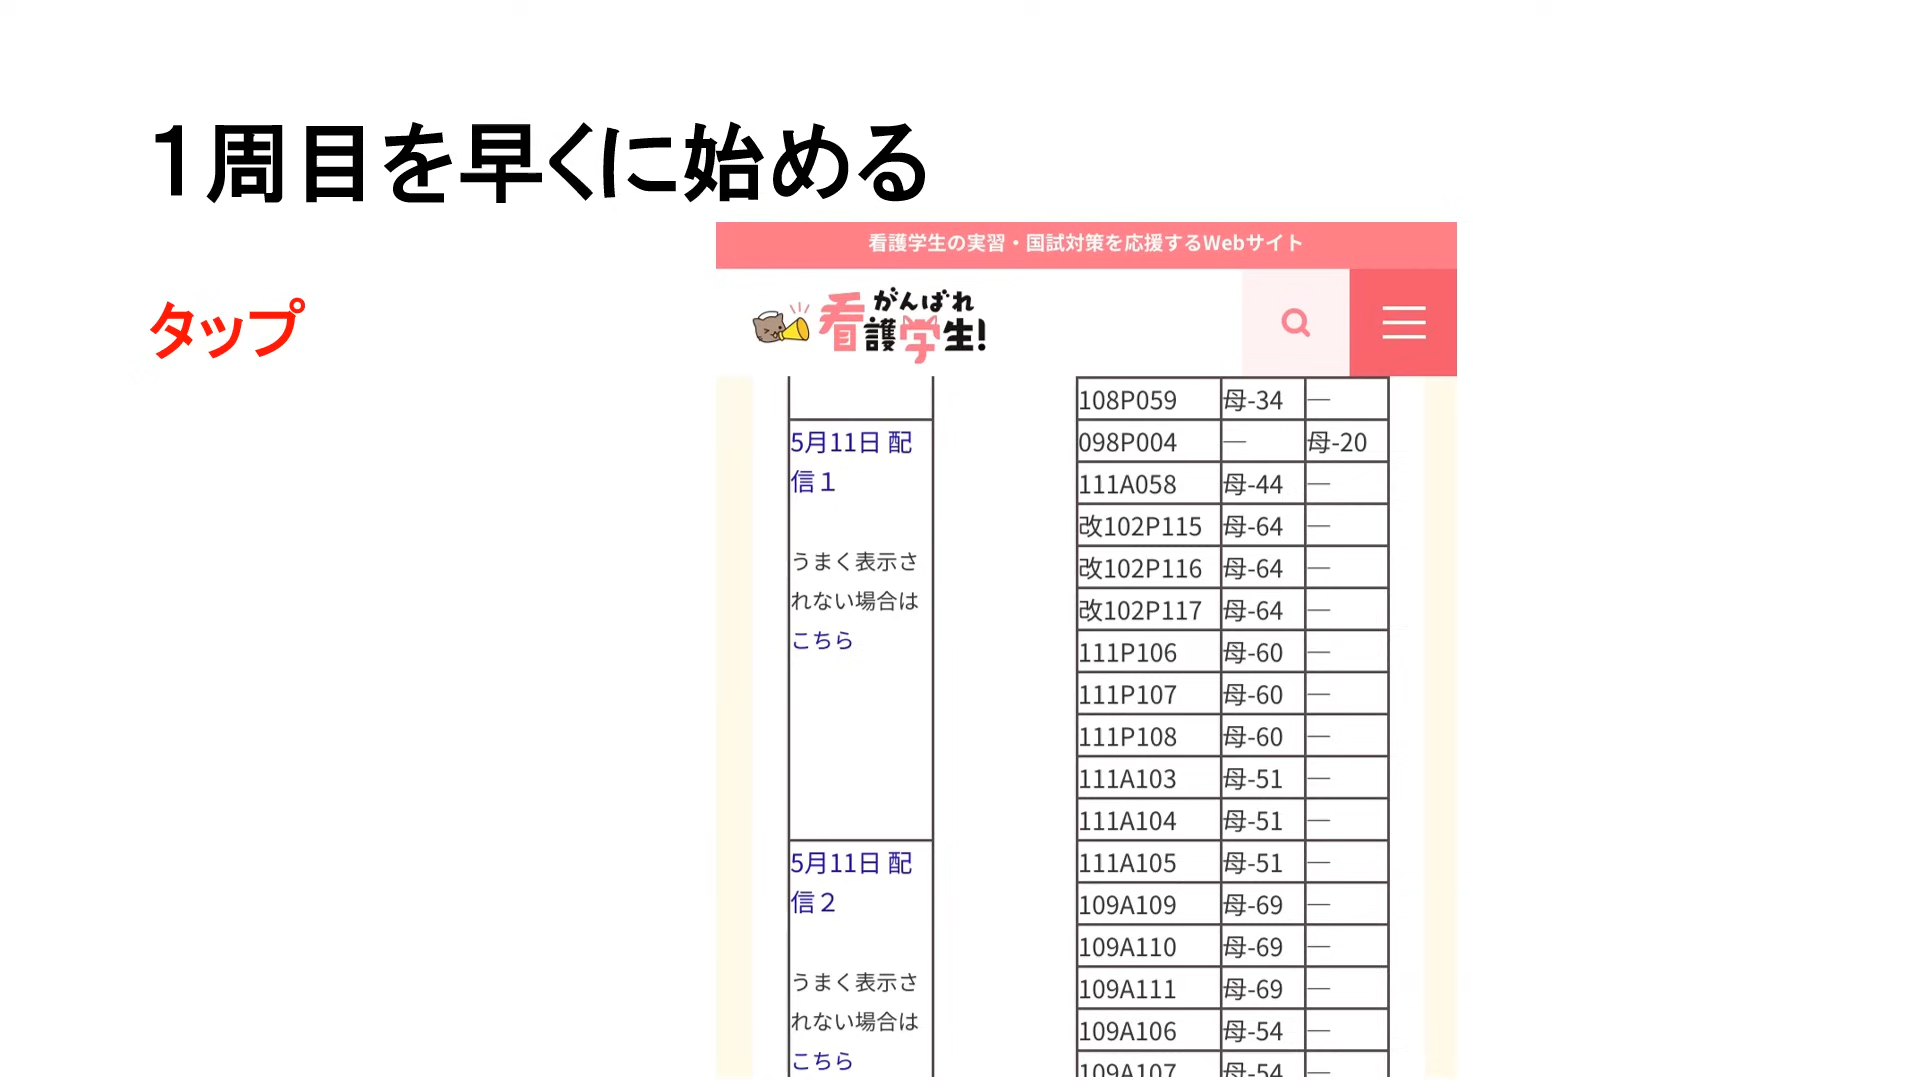 １周目を早くに始める
タップ
看護学生の実習・国試対策を応援するWebサイト
がんばれ
看護学生!
5月11日 配
信１
うまく表示さ
れない場合は
こちら
5月11日 配
信２
うまく表示さ
れない場合は
こちら
108P059 母-34 —
098P004 — 母-20
111A058 母-44 —
改102P115 母-64 —
改102P116 母-64 —
改102P117 母-64 —
111P106 母-60 —
111P107 母-60 —
111P108 母-60 —
111A103 母-51 —
111A104 母-51 —
111A105 母-51 —
109A109 母-69 —
109A110 母-69 —
109A111 母-69 —
109A106 母-54 —
109A107 母-54 —